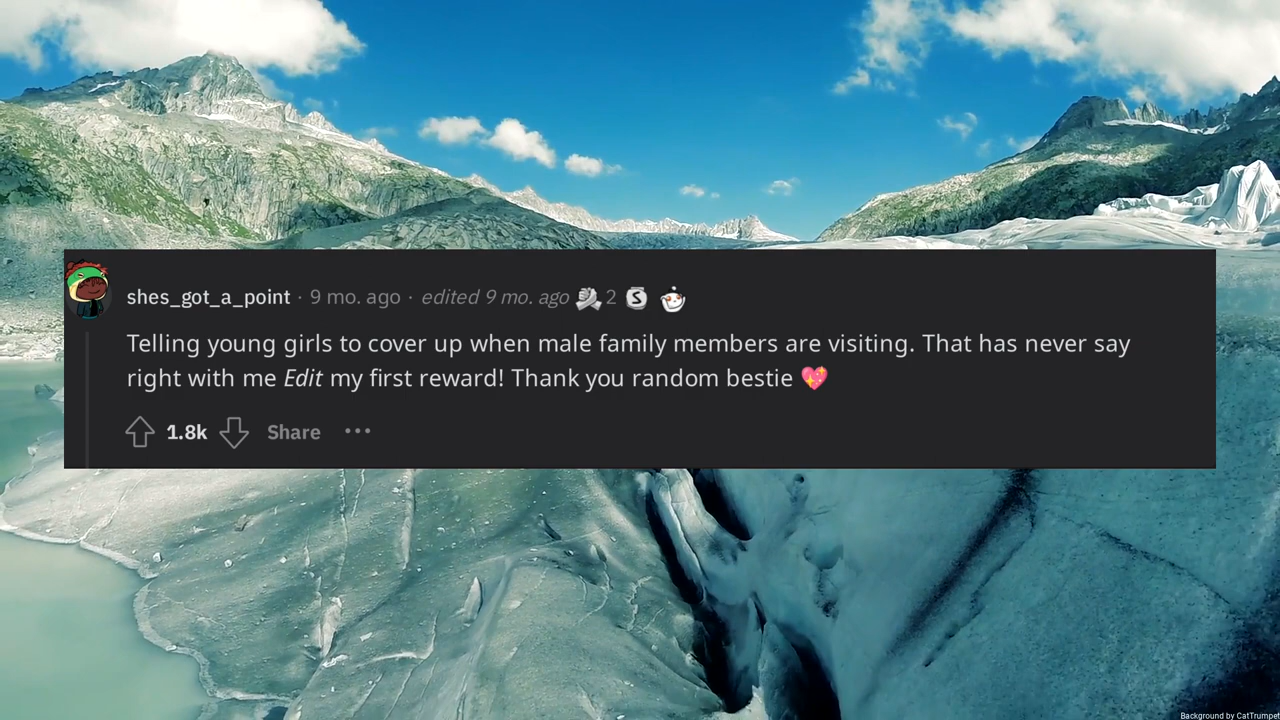 shes_got_a_point · 9 mo. ago · edited 9 mo. ago 2
Telling young girls to cover up when male family members are visiting. That has never say
right with me Edit my first reward! Thank you random bestie 💖
1.8k Share ···
Background by CatTrumpet